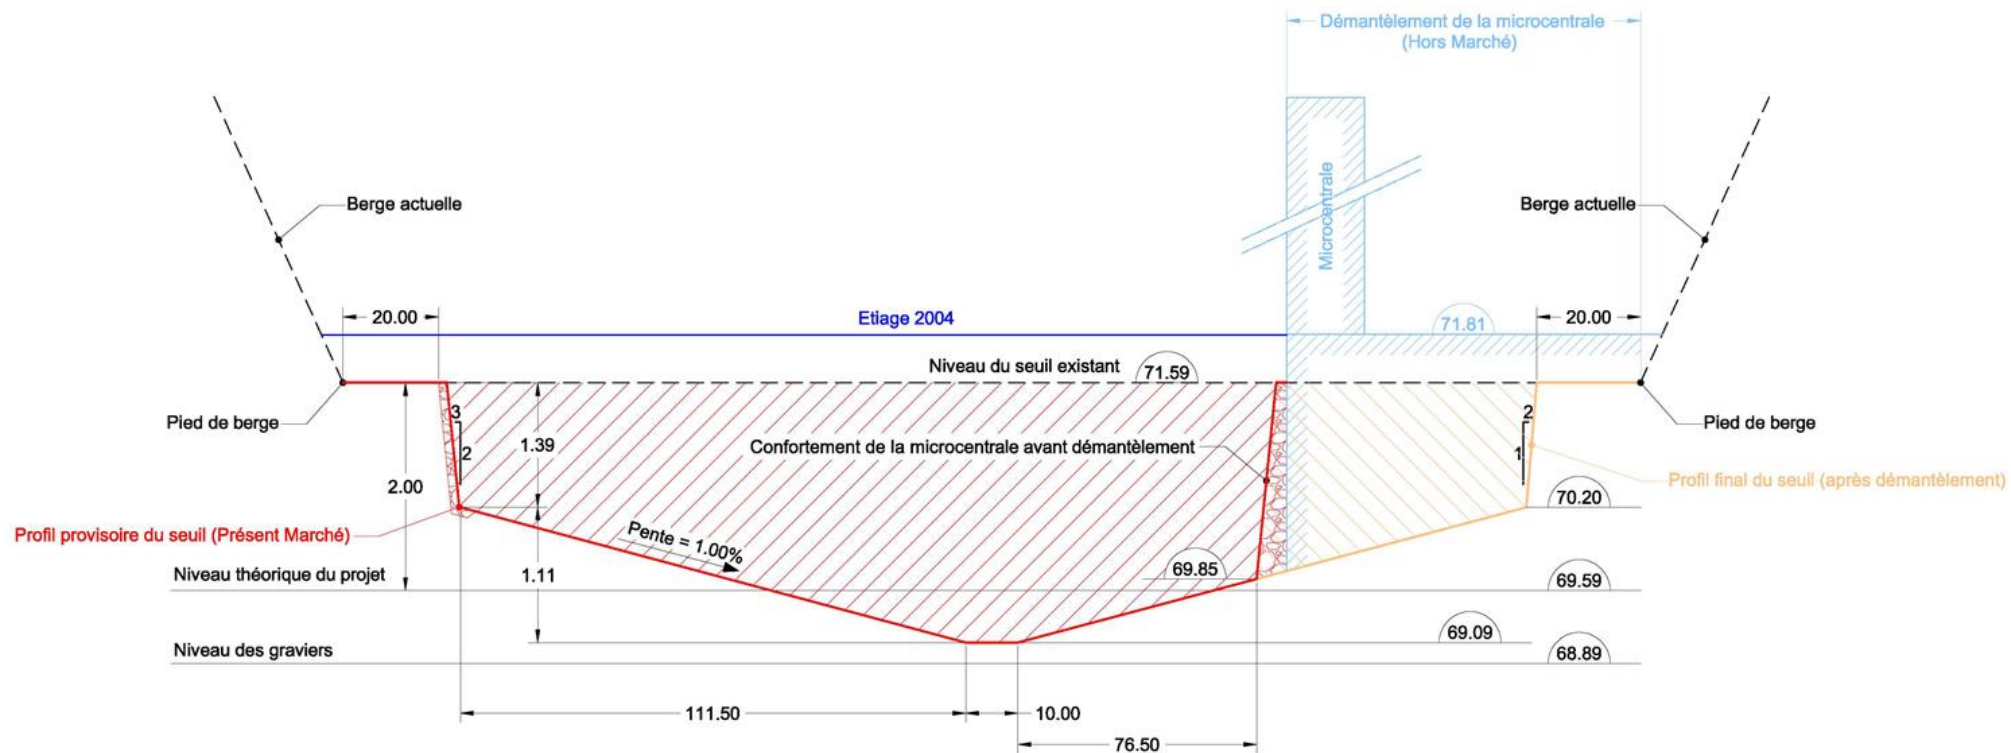 Démantèlement de la microcentrale
(Hors Marché)
Berge actuelle
Microcentrale
Berge actuelle
20.00
Etiage 2004
71.81
20.00
Niveau du seuil existant
71.59
Pied de berge
3
2
1.39
Confortement de la microcentrale avant démantèlement
2
1
Pied de berge
2.00
Profil final du seuil (après démantèlement)
70.20
Profil provisoire du seuil (Présent Marché)
Pente = 1.00%
Niveau théorique du projet
1.11
69.85
69.59
69.09
Niveau des graviers
68.89
111.50
10.00
76.50